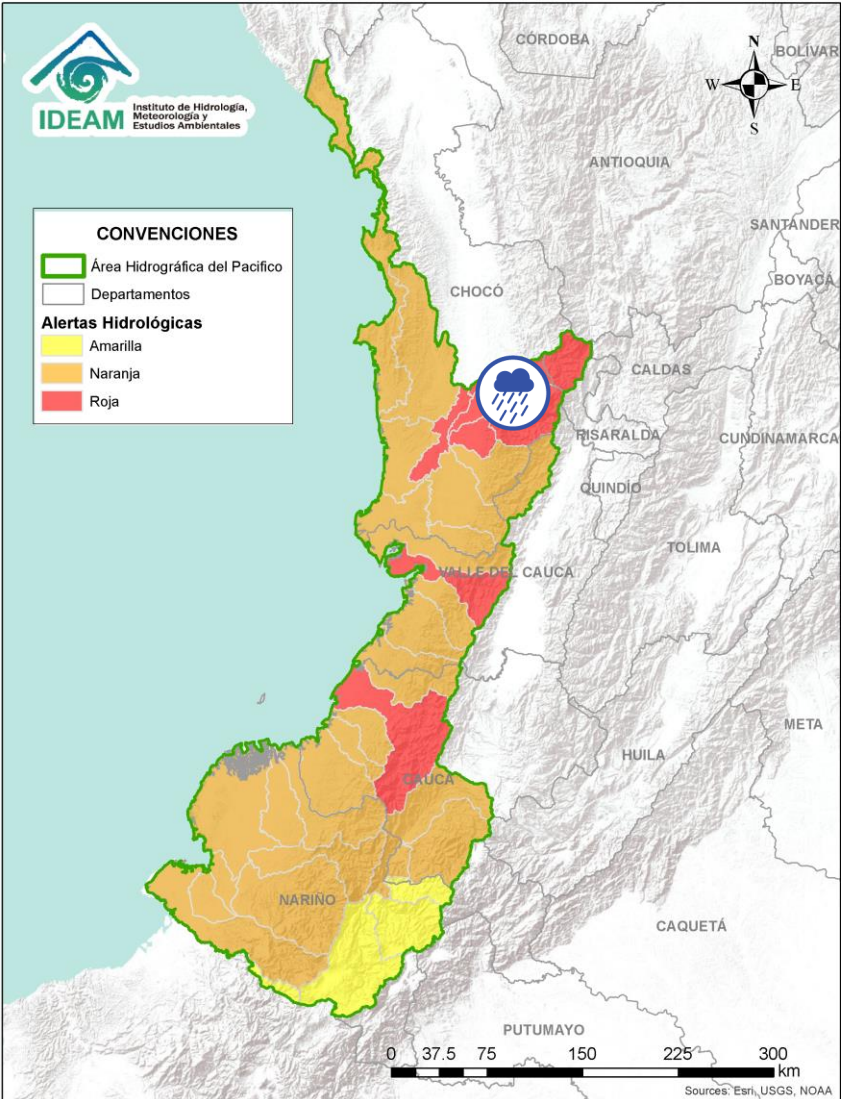 IDEAM
Instituto de Hidrología,
Meteorología y
Estudios Ambientales
N
W
E
S
CONVENCIONES
Área Hidrográfica del Pacifico
Departamentos
Alertas Hidrológicas
Amarilla
Naranja
Roja
CÓRDOBA
BOLÍVAR
ANTIOQUIA
SANTANDER
BOYACÁ
CHOCÓ
CALDAS
RISARALDA
CUNDINAMARCA
QUINDÍO
TOLIMA
VALLE DEL CAUCA
META
HUILA
CAUCA
NARIÑO
CAQUETÁ
PUTUMAYO
0 37.5 75 150 225 300
km
Sources: Esri, USGS, NOAA